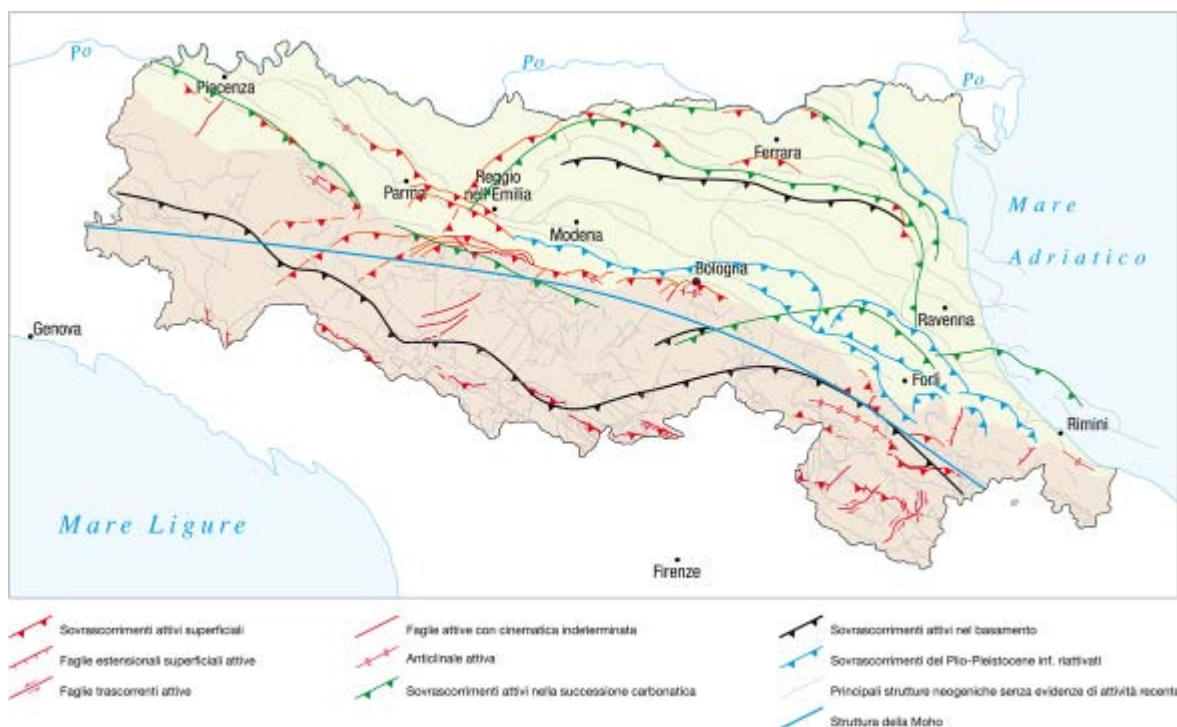 Po
Po
Po
Piacenza
Ferrara
Parma
Reggio
nell'Emilia
Mare
Adriatico
Modena
Bologna
Ravenna
Genova
Forlì
Rimini
Mare Ligure
Firenze
Sovrascorrimenti attivi superficiali
Faglie estensionali superficiali attive
Faglie trascorrenti attive
Faglie attive con cinematica indeterminata
Anticlinale attiva
Sovrascorrimenti attivi nella successione carbonatica
Sovrascorrimenti attivi nel basamento
Sovrascorrimenti del Plio-Pleistocene inf. riattivati
Principali strutture neogeniche senza evidenze di attività recente
Struttura della Moho